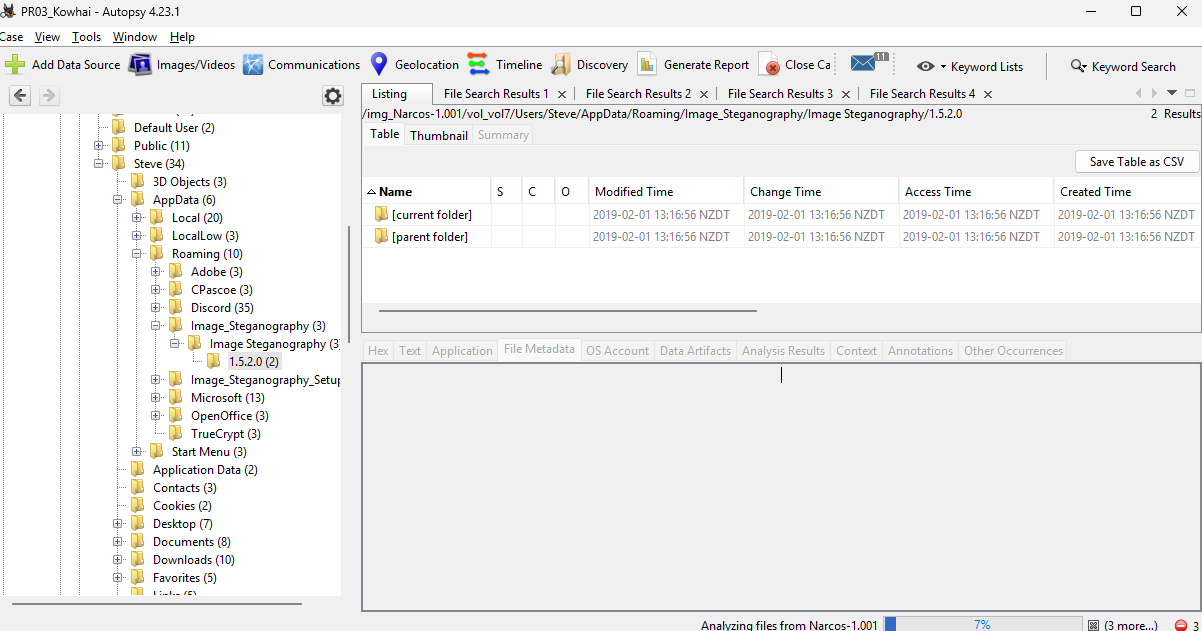 PR03_Kowhai - Autopsy 4.23.1
Case View Tools Window Help
Add Data Source Images/Videos Communications Geolocation Timeline Discovery Generate Report Close Ca 11 Keyword Lists Keyword Search
Listing File Search Results 1 File Search Results 2 File Search Results 3 File Search Results 4
/img_Narcos-1.001/vol_vol7/Users/Steve/AppData/Roaming/Image_Steganography/Image Steganography/1.5.2.0 2 Results
Table Thumbnail Summary
Save Table as CSV
Name S C O Modified Time Change Time Access Time Created Time
[current folder] 2019-02-01 13:16:56 NZDT 2019-02-01 13:16:56 NZDT 2019-02-01 13:16:56 NZDT 2019-02-01 13:16:56 NZDT
[parent folder] 2019-02-01 13:16:56 NZDT 2019-02-01 13:16:56 NZDT 2019-02-01 13:16:56 NZDT 2019-02-01 13:16:56 NZDT
Default User (2)
Public (11)
Steve (34)
3D Objects (3)
AppData (6)
Local (20)
LocalLow (3)
Roaming (10)
Adobe (3)
CPascoe (3)
Discord (35)
Image_Steganography (3)
Image Steganography (3)
1.5.2.0 (2)
Image_Steganography_Setup
Microsoft (13)
OpenOffice (3)
TrueCrypt (3)
Start Menu (3)
Application Data (2)
Contacts (3)
Cookies (2)
Desktop (7)
Documents (8)
Downloads (10)
Favorites (5)
Links (5)
Hex Text Application File Metadata OS Account Data Artifacts Analysis Results Context Annotations Other Occurrences
Analyzing files from Narcos-1.001 7% (3 more...) 3